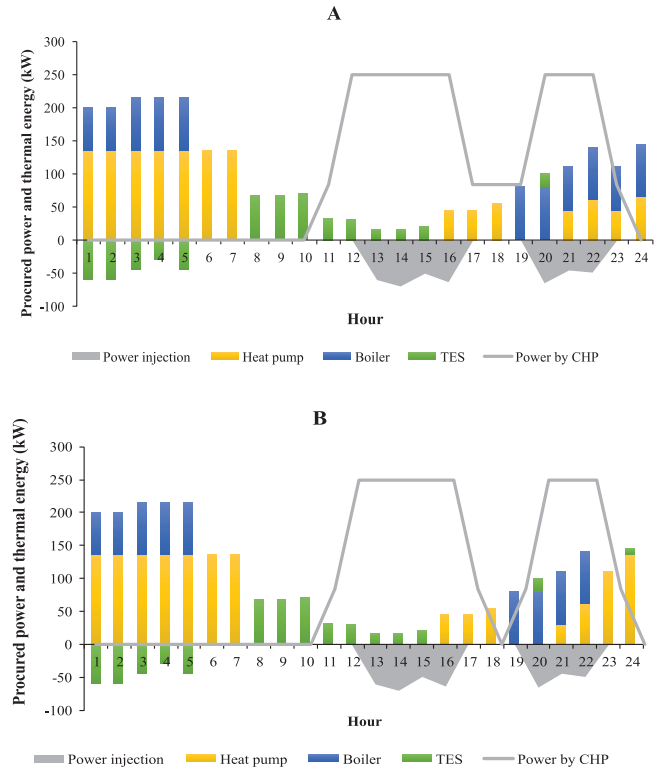 A
Procured power and thermal energy (kW)
300
250
200
150
100
50
0
-50
-100
1 2 3 4 5 6 7 8 9 10 11 12 13 14 15 16 17 18 19 20 21 22 23 24
Hour
Power injection Heat pump Boiler TES Power by CHP
B
Procured power and thermal energy (kW)
300
250
200
150
100
50
0
-50
-100
1 2 3 4 5 6 7 8 9 10 11 12 13 14 15 16 17 18 19 20 21 22 23 24
Hour
Power injection Heat pump Boiler TES Power by CHP